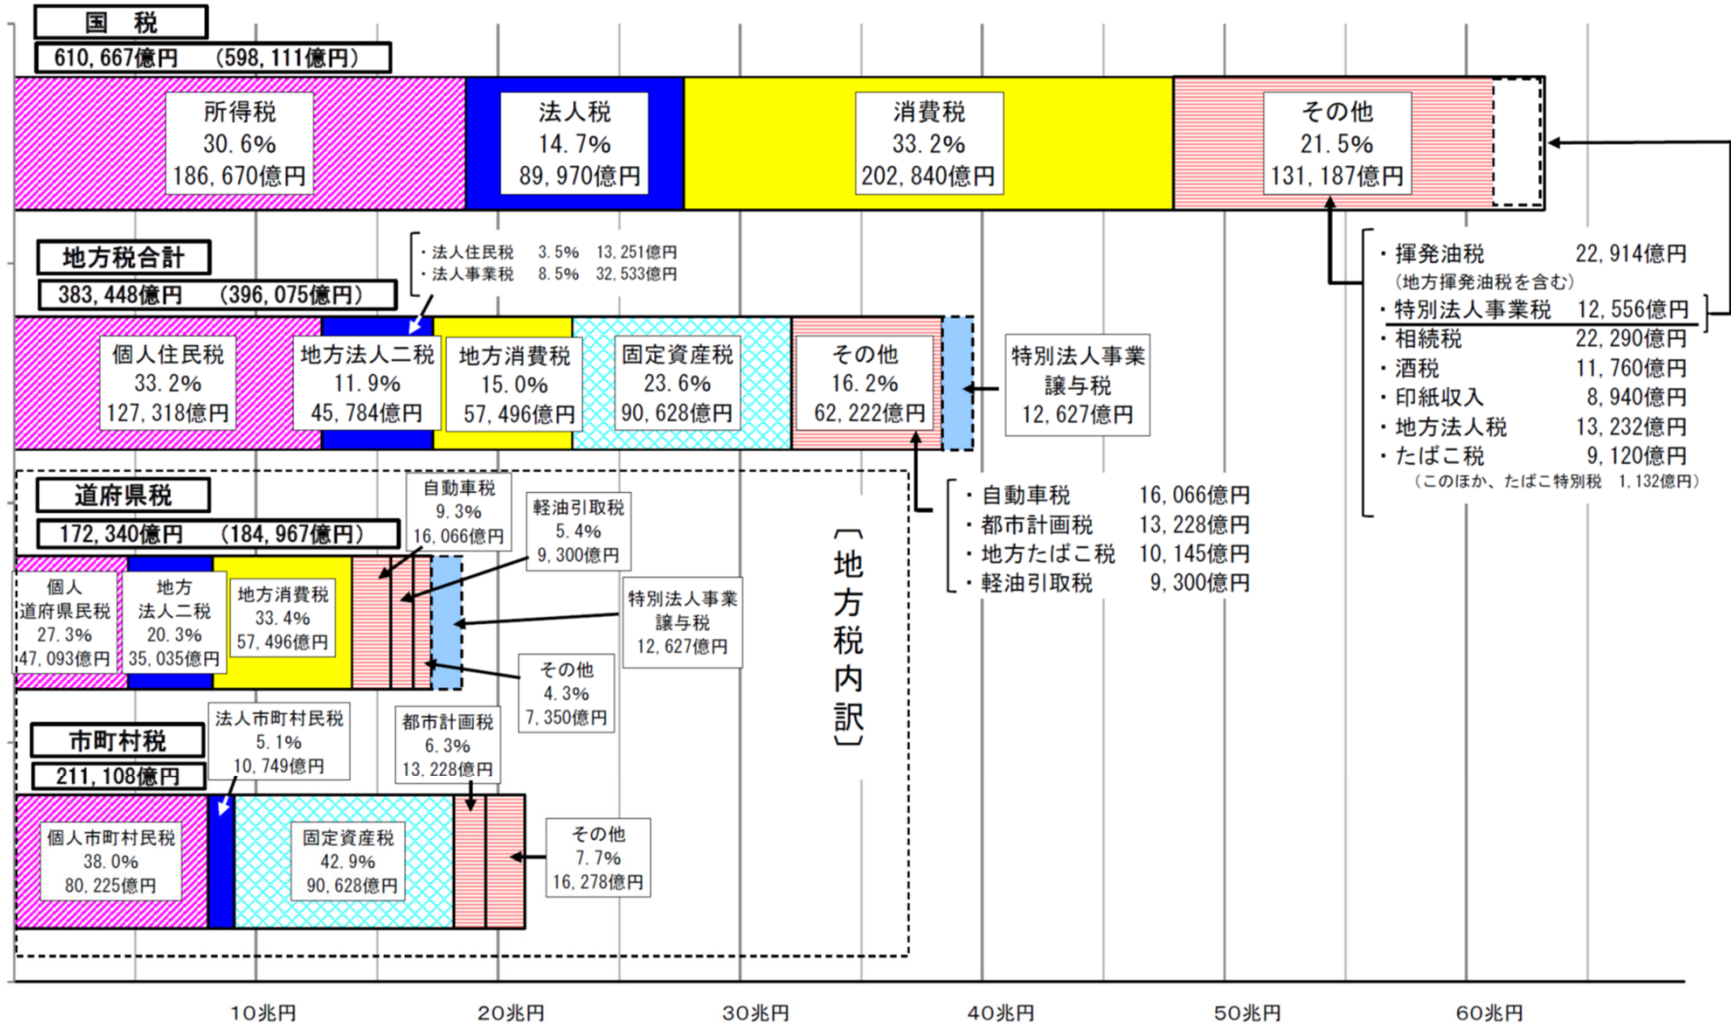 国 税
610,667億円 (598,111億円)
所得税
30.6%
186,670億円
法人税
14.7%
89,970億円
消費税
33.2%
202,840億円
その他
21.5%
131,187億円
・揮発油税 22,914億円
(地方揮発油税を含む)
・特別法人事業税 12,556億円
・相続税 22,290億円
・酒税 11,760億円
・印紙収入 8,940億円
・地方法人税 13,232億円
・たばこ税 9,120億円
(このほか、たばこ特別税 1,132億円)
地方税合計
383,448億円 (396,075億円)
・法人住民税 3.5% 13,251億円
・法人事業税 8.5% 32,533億円
個人住民税
33.2%
127,318億円
地方法人二税
11.9%
45,784億円
地方消費税
15.0%
57,496億円
固定資産税
23.6%
90,628億円
その他
16.2%
62,222億円
特別法人事業
譲与税
12,627億円
・自動車税 16,066億円
・都市計画税 13,228億円
・地方たばこ税 10,145億円
・軽油引取税 9,300億円
〔地方税内訳〕
道府県税
172,340億円 (184,967億円)
個人
道府県民税
27.3%
47,093億円
地方
法人二税
20.3%
35,035億円
地方消費税
33.4%
57,496億円
自動車税
9.3%
16,066億円
軽油引取税
5.4%
9,300億円
特別法人事業
譲与税
12,627億円
その他
4.3%
7,350億円
市町村税
211,108億円
個人市町村民税
38.0%
80,225億円
法人市町村民税
5.1%
10,749億円
固定資産税
42.9%
90,628億円
都市計画税
6.3%
13,228億円
その他
7.7%
16,278億円
10兆円 20兆円 30兆円 40兆円 50兆円 60兆円